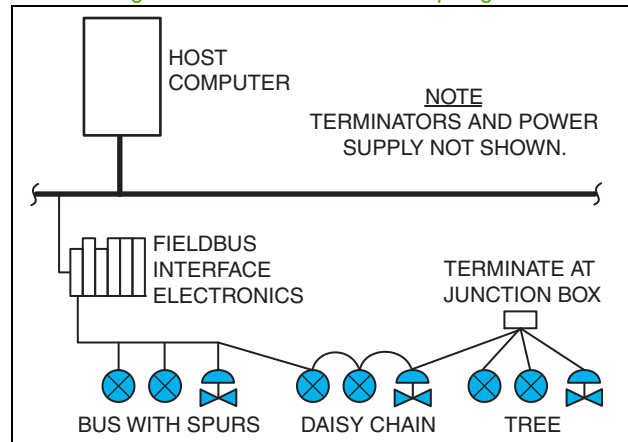 HOST
COMPUTER
NOTE
TERMINATORS AND POWER
SUPPLY NOT SHOWN.
FIELDBUS
INTERFACE
ELECTRONICS
TERMINATE AT
JUNCTION BOX
BUS WITH SPURS
DAISY CHAIN
TREE